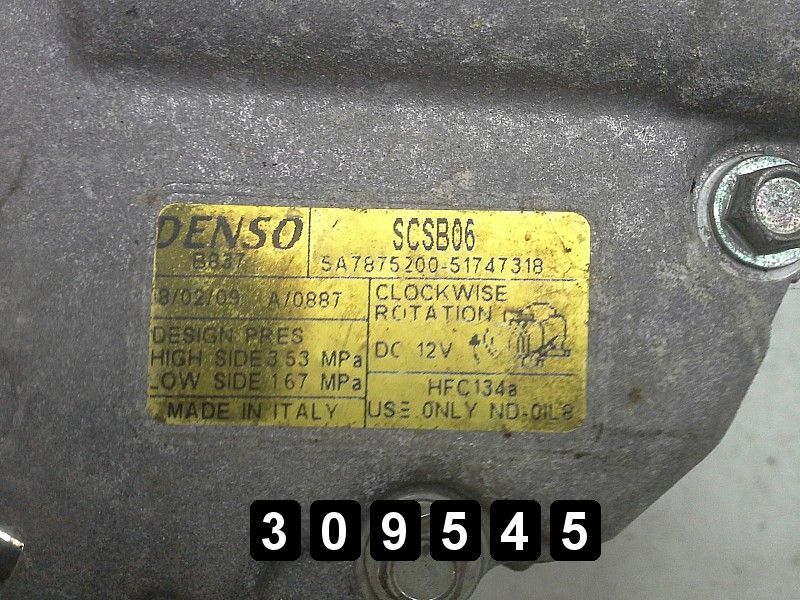 DENSO
B837
SCSB06
5A7875200-51747318
8/02/09 A/0887
CLOCKWISE
ROTATION
DC 12V
DESIGN PRES
HIGH SIDE 3.53 MPa
LOW SIDE 1.67 MPa
HFC134a
MADE IN ITALY
USE ONLY ND-OIL8
309545